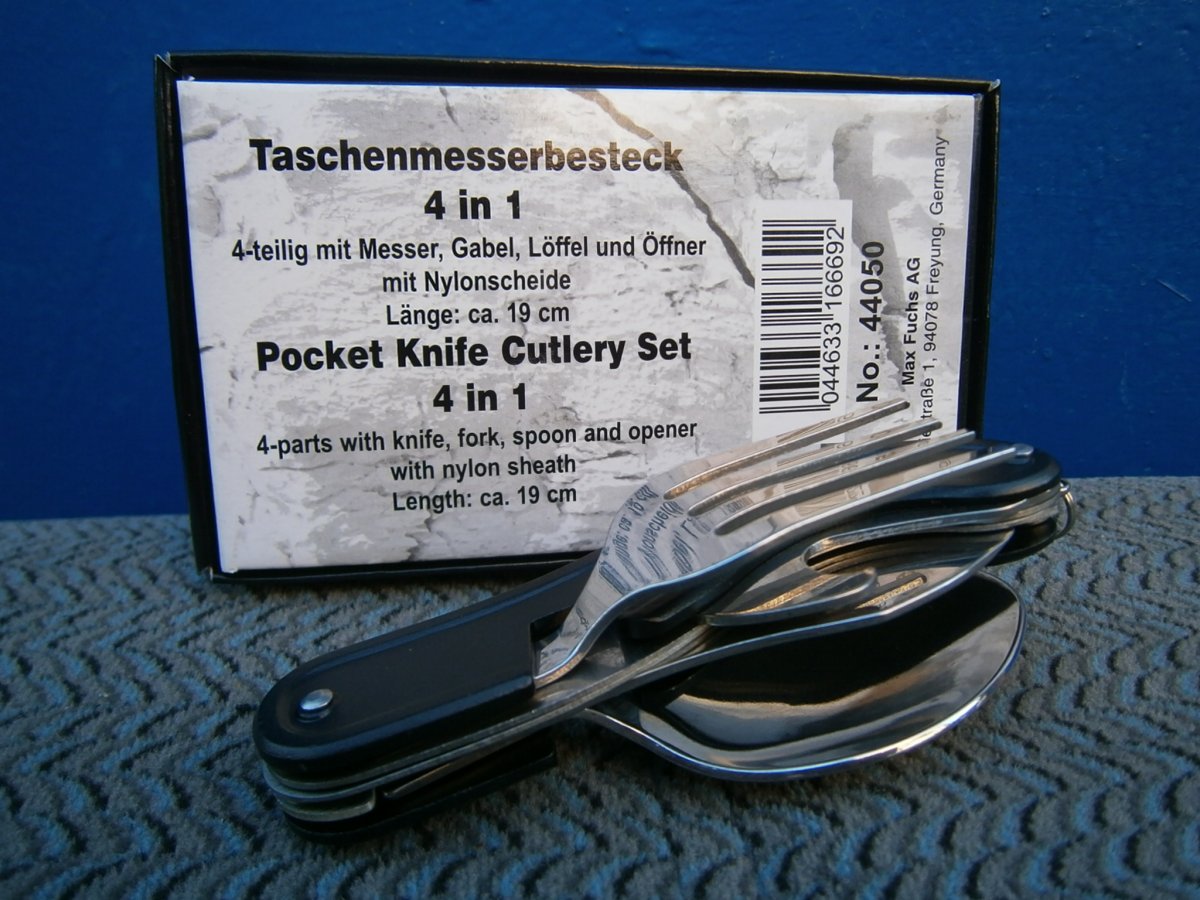 Taschenmesserbesteck
4 in 1
4-teilig mit Messer, Gabel, Löffel und Öffner
mit Nylonscheide
Länge: ca. 19 cm
Pocket Knife Cutlery Set
4 in 1
4-parts with knife, fork, spoon and opener
with nylon sheath
Length: ca. 19 cm
044633 166692
No.: 44050
Max Fuchs AG
1, 94078 Freyung, Germany